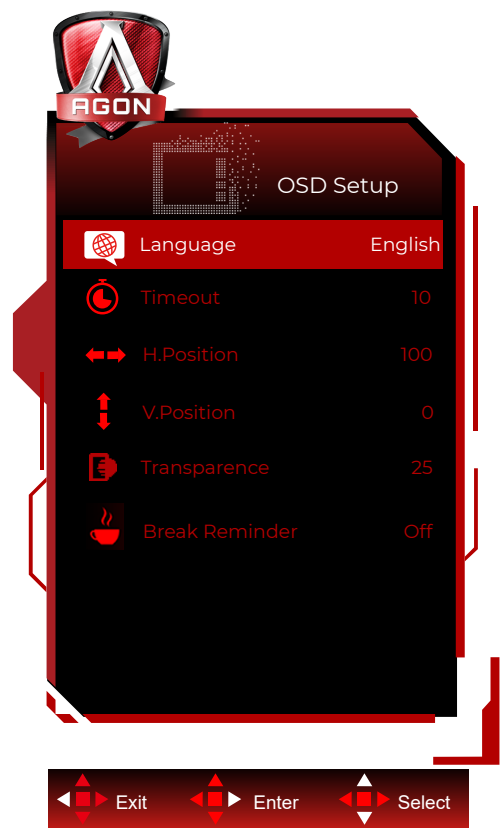 AGON
OSD Setup
Language English
Timeout 10
H.Position 100
V.Position 0
Transparence 25
Break Reminder Off
Exit Enter Select